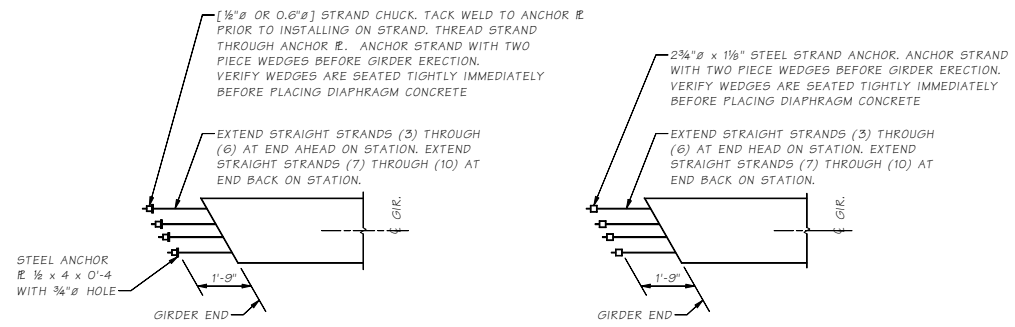 [½"ø OR 0.6"ø] STRAND CHUCK. TACK WELD TO ANCHOR ℄
PRIOR TO INSTALLING ON STRAND. THREAD STRAND
THROUGH ANCHOR PL. ANCHOR STRAND WITH TWO
PIECE WEDGES BEFORE GIRDER ERECTION.
VERIFY WEDGES ARE SEATED TIGHTLY IMMEDIATELY
BEFORE PLACING DIAPHRAGM CONCRETE
EXTEND STRAIGHT STRANDS (3) THROUGH
(6) AT END AHEAD ON STATION. EXTEND
STRAIGHT STRANDS (7) THROUGH (10) AT
END BACK ON STATION.
℄ GIR.
STEEL ANCHOR
PL ½ x 4 x 0'-4
WITH ¾"ø HOLE
1'-9"
GIRDER END
2¾"ø x 1⅛" STEEL STRAND ANCHOR. ANCHOR STRAND
WITH TWO PIECE WEDGES BEFORE GIRDER ERECTION.
VERIFY WEDGES ARE SEATED TIGHTLY IMMEDIATELY
BEFORE PLACING DIAPHRAGM CONCRETE
EXTEND STRAIGHT STRANDS (3) THROUGH
(6) AT END HEAD ON STATION. EXTEND
STRAIGHT STRANDS (7) THROUGH (10) AT
END BACK ON STATION.
℄ GIR.
1'-9"
GIRDER END